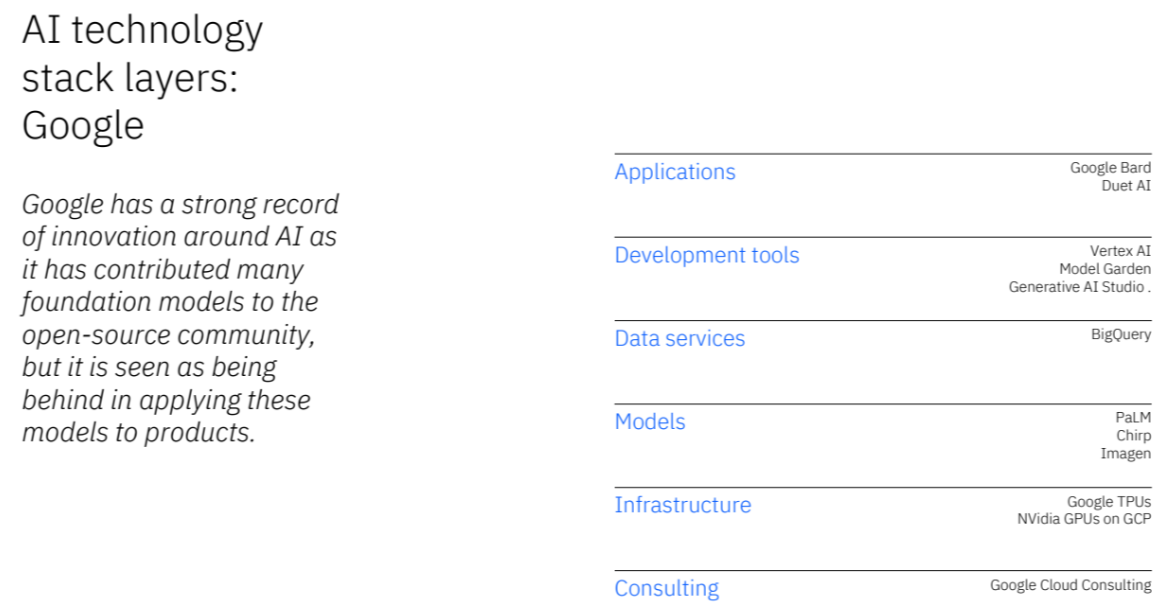 AI technology
stack layers:
Google
Google has a strong record
of innovation around AI as
it has contributed many
foundation models to the
open-source community,
but it is seen as being
behind in applying these
models to products.
Applications
Google Bard
Duet AI
Development tools
Vertex AI
Model Garden
Generative AI Studio .
Data services
BigQuery
Models
PaLM
Chirp
Imagen
Infrastructure
Google TPUs
NVidia GPUs on GCP
Consulting
Google Cloud Consulting